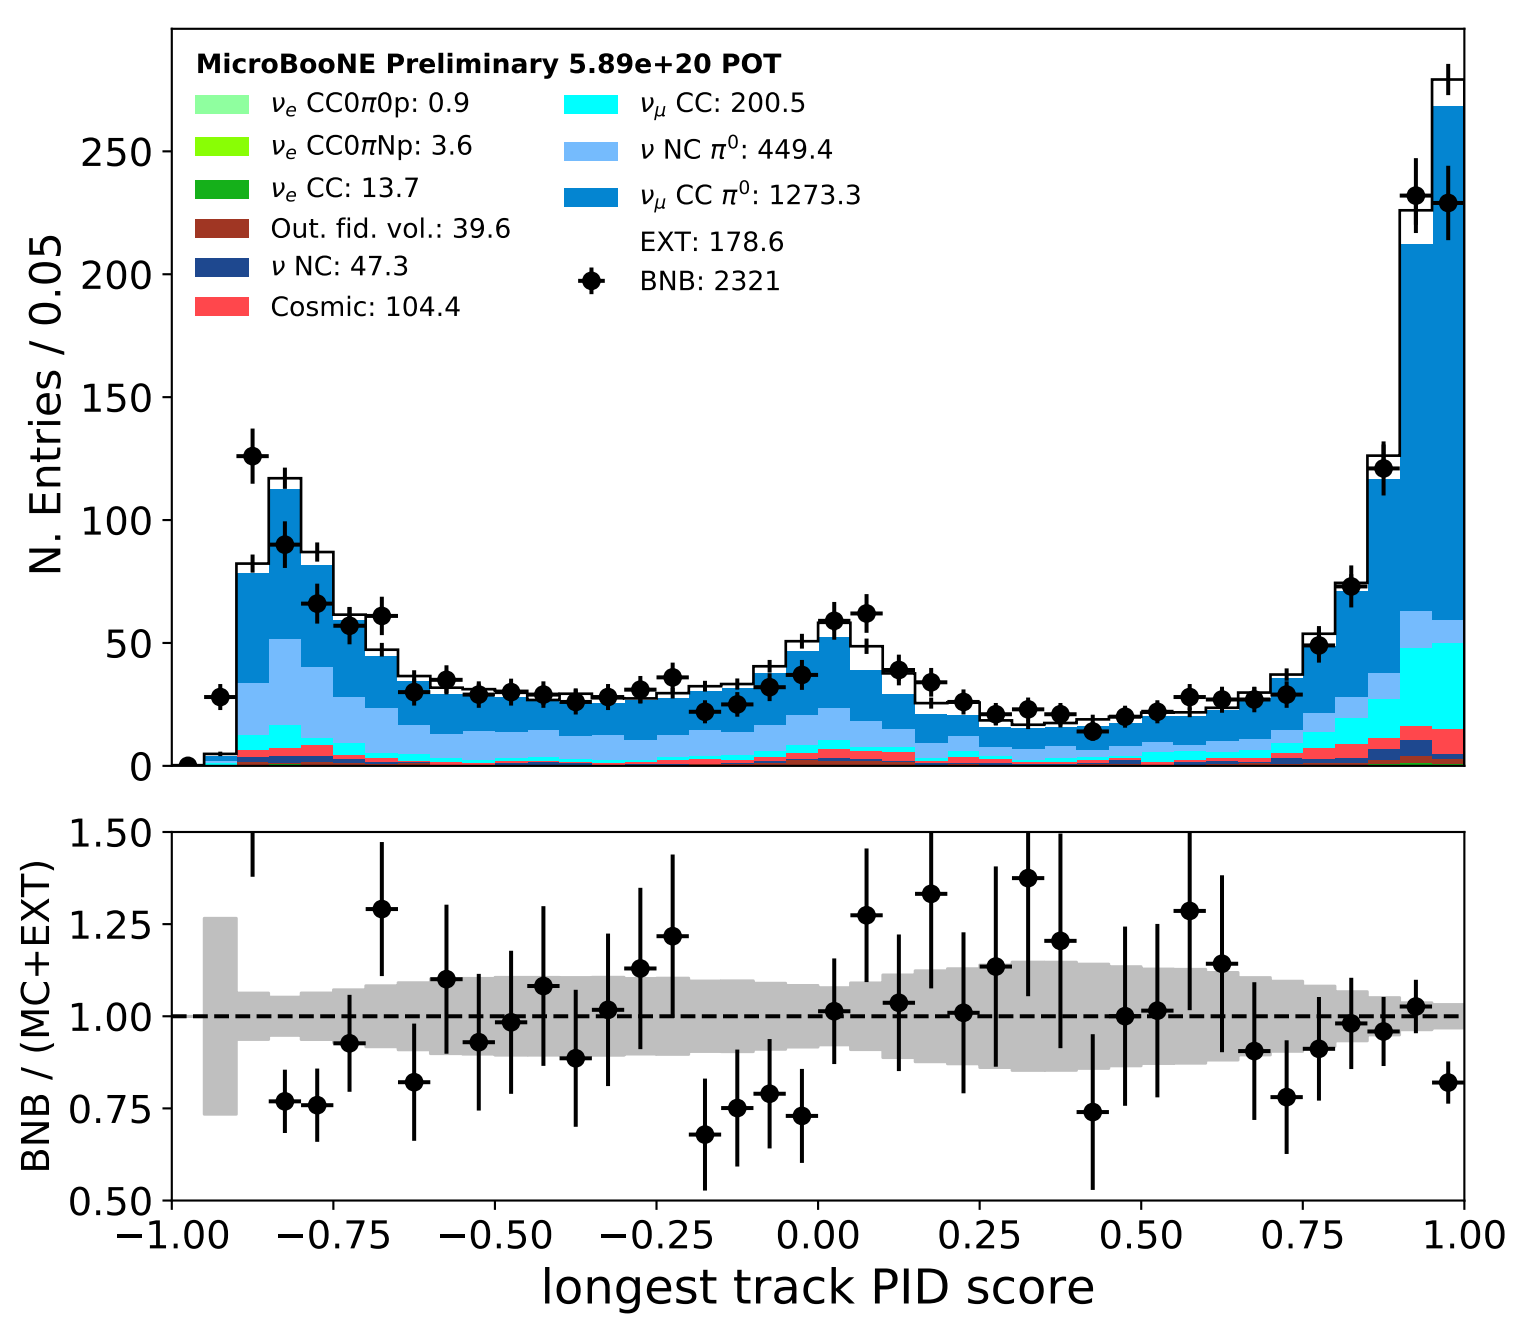 MicroBooNE Preliminary 5.89e+20 POT
νe CC0π0p: 0.9
νe CC0πNp: 3.6
νe CC: 13.7
Out. fid. vol.: 39.6
ν NC: 47.3
Cosmic: 104.4
νμ CC: 200.5
ν NC π⁰: 449.4
νμ CC π⁰: 1273.3
EXT: 178.6
BNB: 2321
N. Entries / 0.05
250
200
150
100
50
0
BNB / (MC+EXT)
1.50
1.25
1.00
0.75
0.50
−1.00 −0.75 −0.50 −0.25 0.00 0.25 0.50 0.75 1.00
longest track PID score